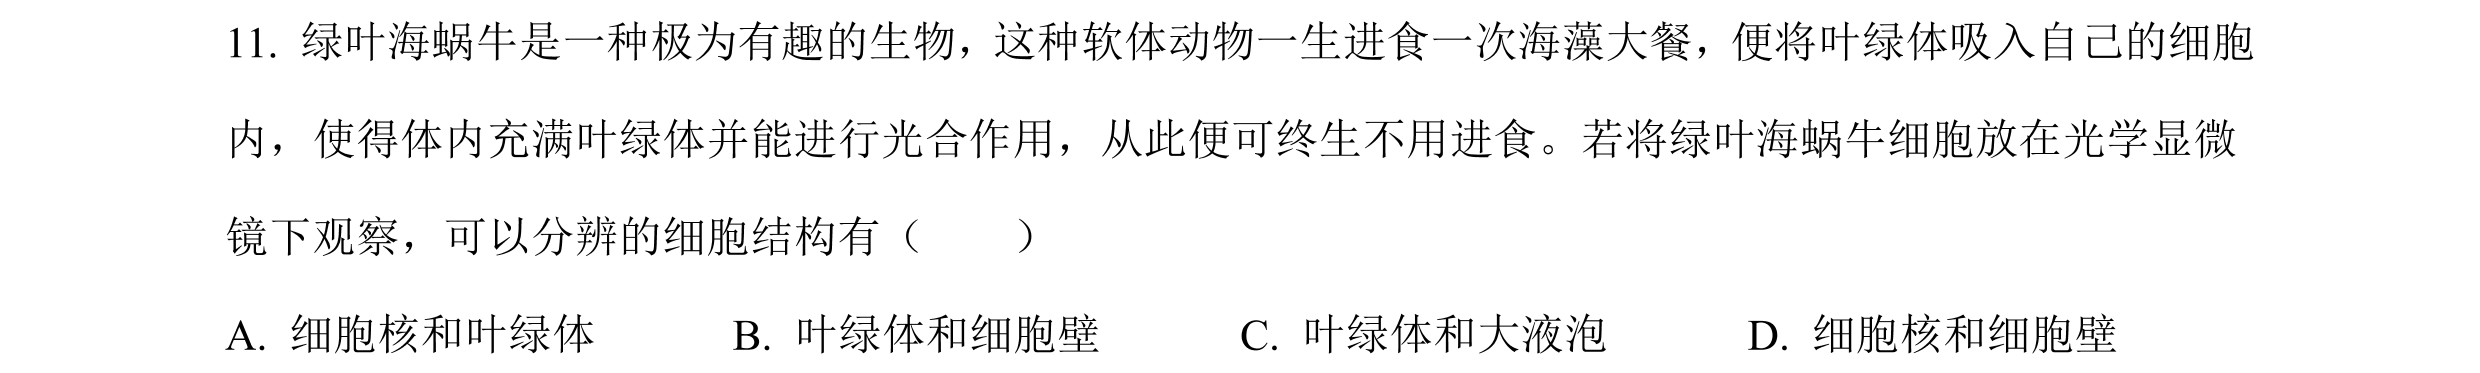 11. 绿叶海蜗牛是一种极为有趣的生物，这种软体动物一生进食一次海藻大餐，便将叶绿体吸入自己的细胞
内，使得体内充满叶绿体并能进行光合作用，从此便可终生不用进食。若将绿叶海蜗牛细胞放在光学显微
镜下观察，可以分辨的细胞结构有（　　）
A. 细胞核和叶绿体　　B. 叶绿体和细胞壁　　C. 叶绿体和大液泡　　D. 细胞核和细胞壁